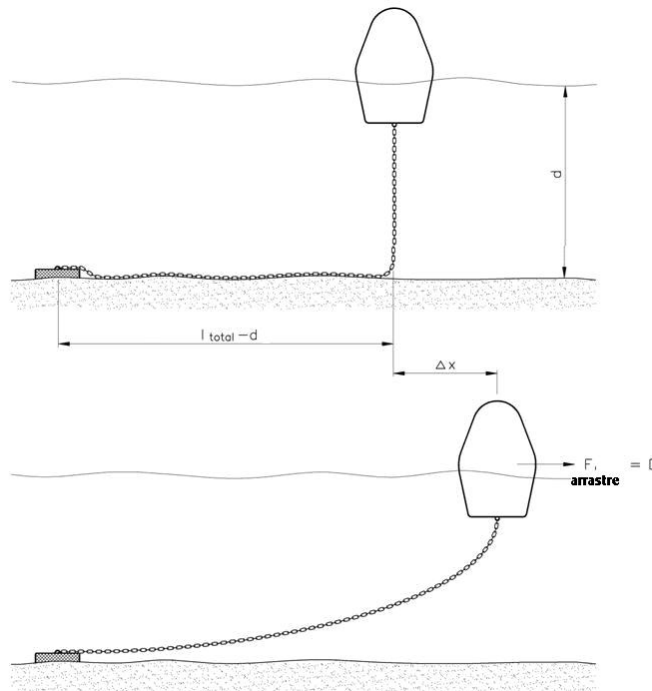 d
l total -d
Δx
F, = D
arrastre